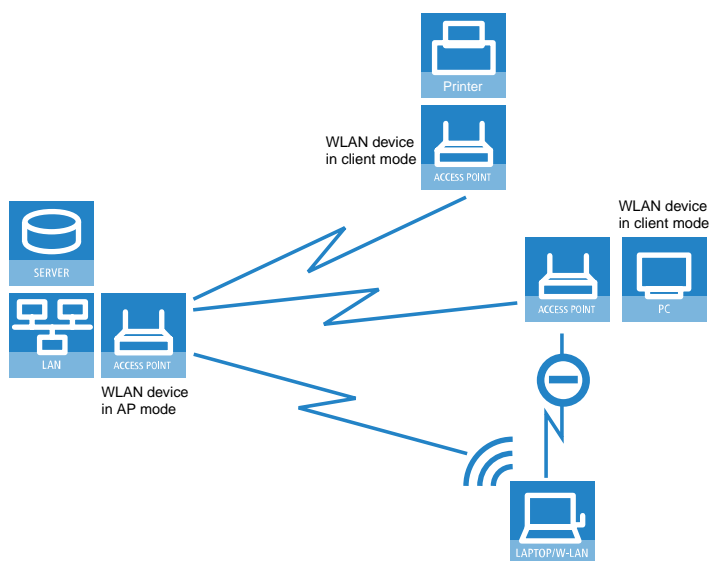 Printer
WLAN device
in client mode
ACCESS POINT
WLAN device
in client mode
SERVER
ACCESS POINT
PC
LAN
ACCESS POINT
WLAN device
in AP mode
LAPTOP/W-LAN